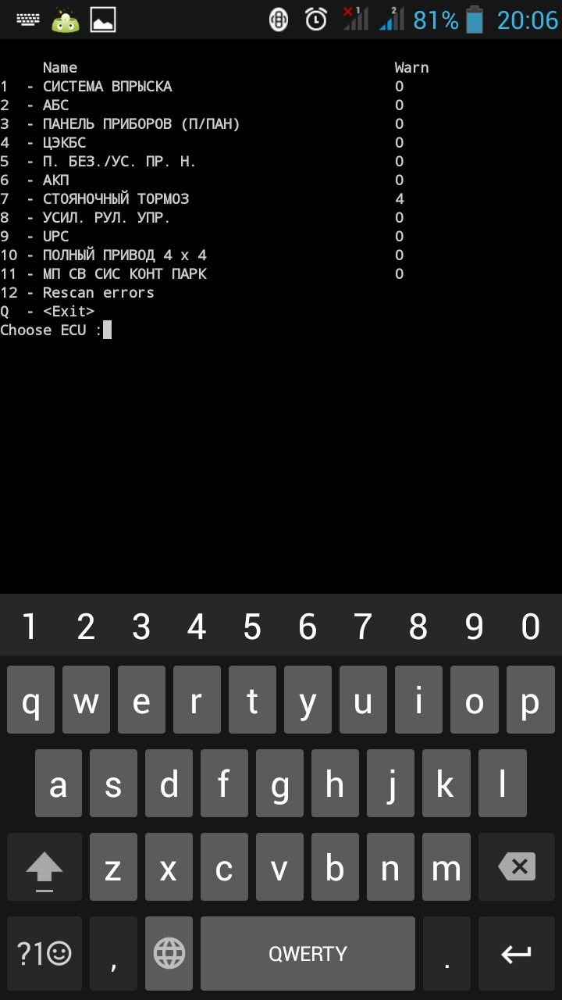 1 2 81% 20:06
Name Warn
1 - СИСТЕМА ВПРЫСКА 0
2 - АБС 0
3 - ПАНЕЛЬ ПРИБОРОВ (П/ПАН) 0
4 - ЦЭКБС 0
5 - П. БЕЗ./УС. ПР. Н. 0
6 - АКП 0
7 - СТОЯНОЧНЫЙ ТОРМОЗ 4
8 - УСИЛ. РУЛ. УПР. 0
9 - UPC 0
10 - ПОЛНЫЙ ПРИВОД 4 x 4 0
11 - МП СВ СИС КОНТ ПАРК 0
12 - Rescan errors
Q - <Exit>
Choose ECU :
1 2 3 4 5 6 7 8 9 0
q w e r t y u i o p
a s d f g h j k l
z x c v b n m
?1☺ , QWERTY .